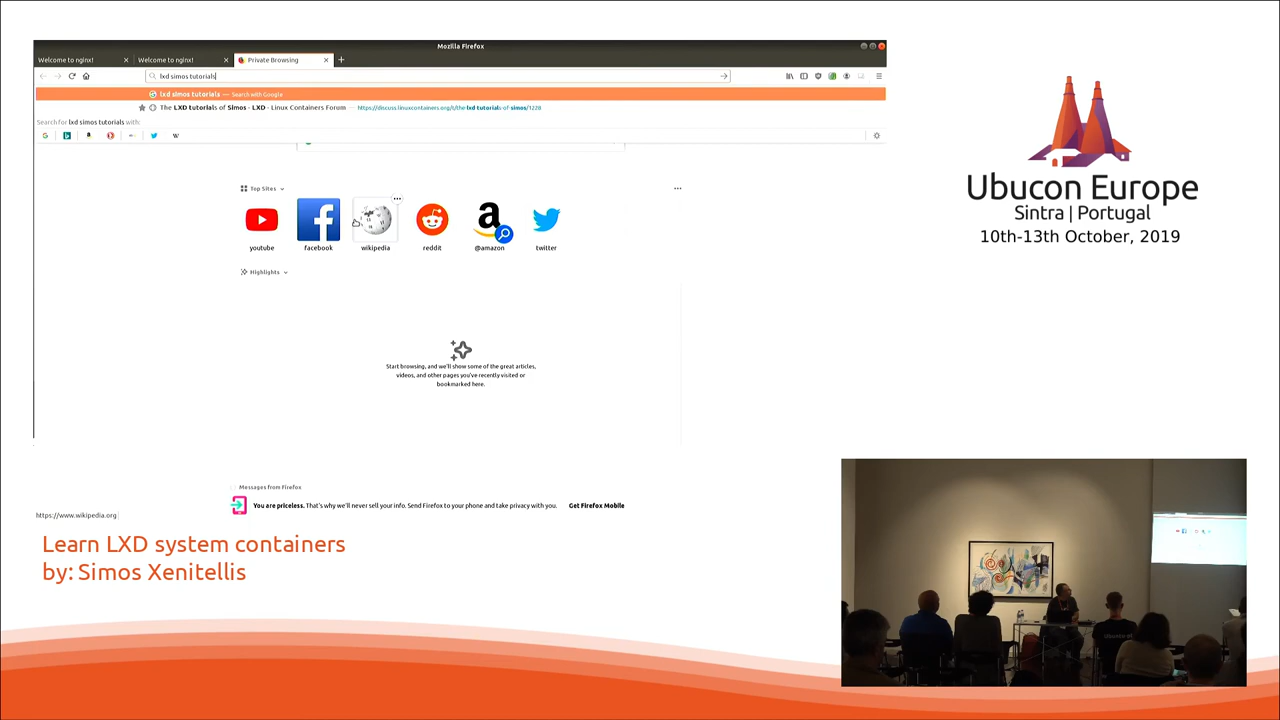 Mozilla Firefox
Welcome to nginx!
Welcome to nginx!
Private Browsing
lxd simos tutorials
lxd simos tutorials — Search with Google
The LXD tutorials of Simos - LXD - Linux Containers Forum — https://discuss.linuxcontainers.org/t/the-lxd-tutorials-of-simos/1228
Search for lxd simos tutorials with:
Top Sites
youtube
facebook
wikipedia
reddit
@amazon
twitter
Highlights
Start browsing, and we'll show some of the great articles,
videos, and other pages you've recently visited or
bookmarked here.
Messages from Firefox
You are priceless. That's why we'll never sell your info. Send Firefox to your phone and take privacy with you.
Get Firefox Mobile
https://www.wikipedia.org
Ubucon Europe
Sintra | Portugal
10th-13th October, 2019
Learn LXD system containers
by: Simos Xenitellis